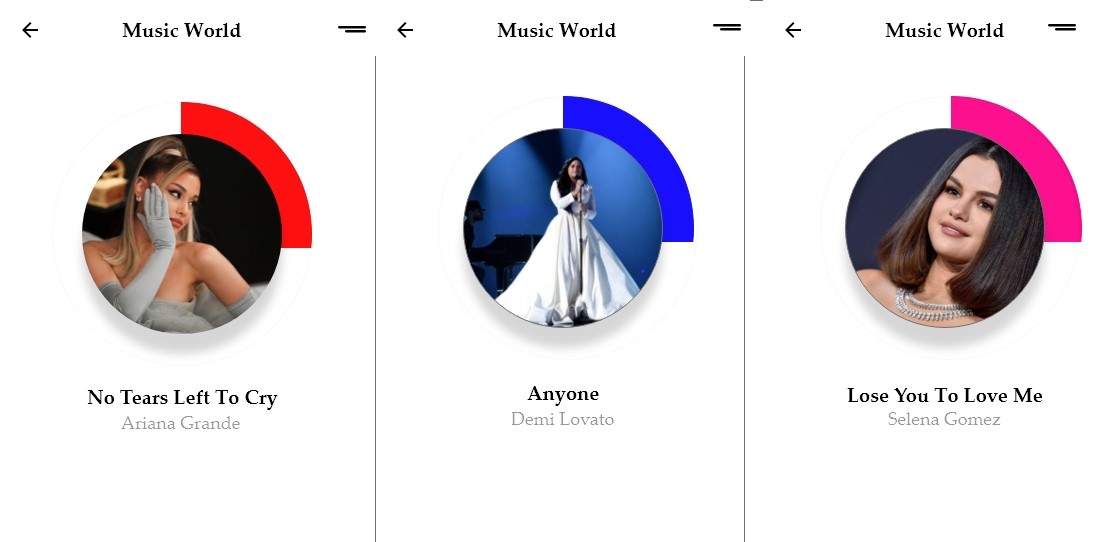 Music World
No Tears Left To Cry
Ariana Grande
Music World
Anyone
Demi Lovato
Music World
Lose You To Love Me
Selena Gomez